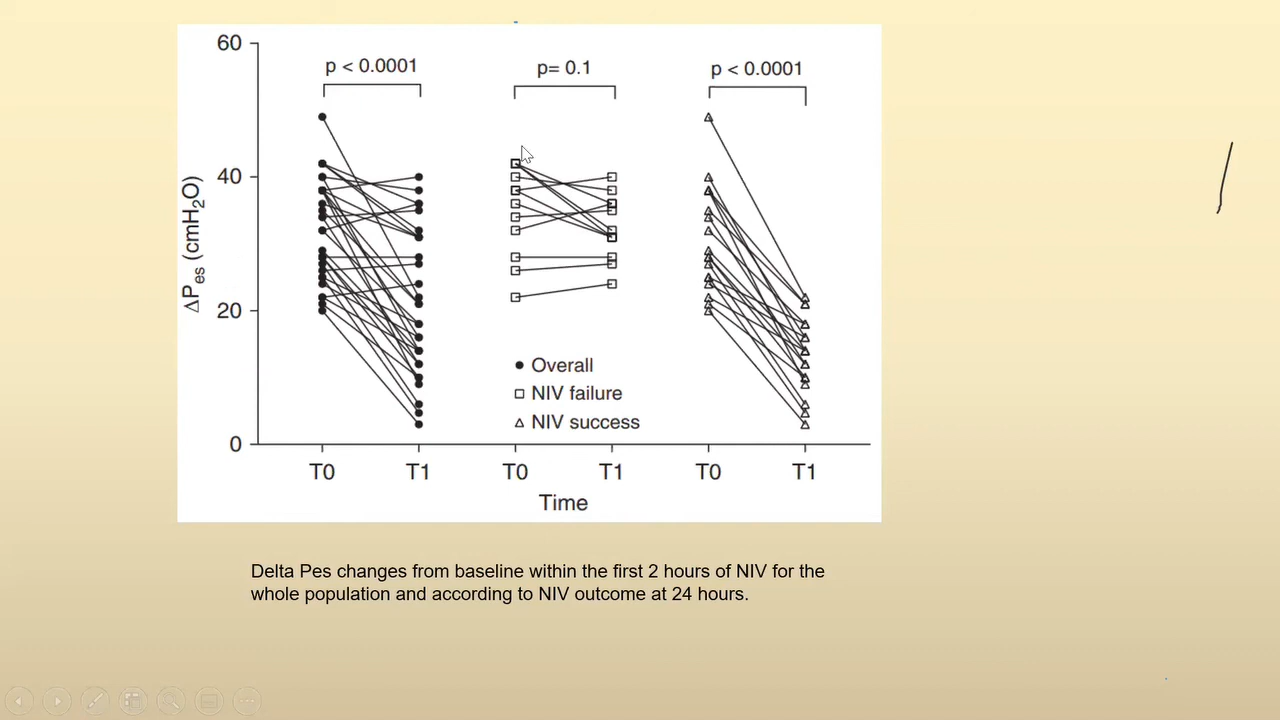 60
p < 0.0001
p= 0.1
p < 0.0001
40
20
0
ΔPes (cmH2O)
Overall
NIV failure
NIV success
T0
T1
T0
T1
T0
T1
Time
Delta Pes changes from baseline within the first 2 hours of NIV for the
whole population and according to NIV outcome at 24 hours.